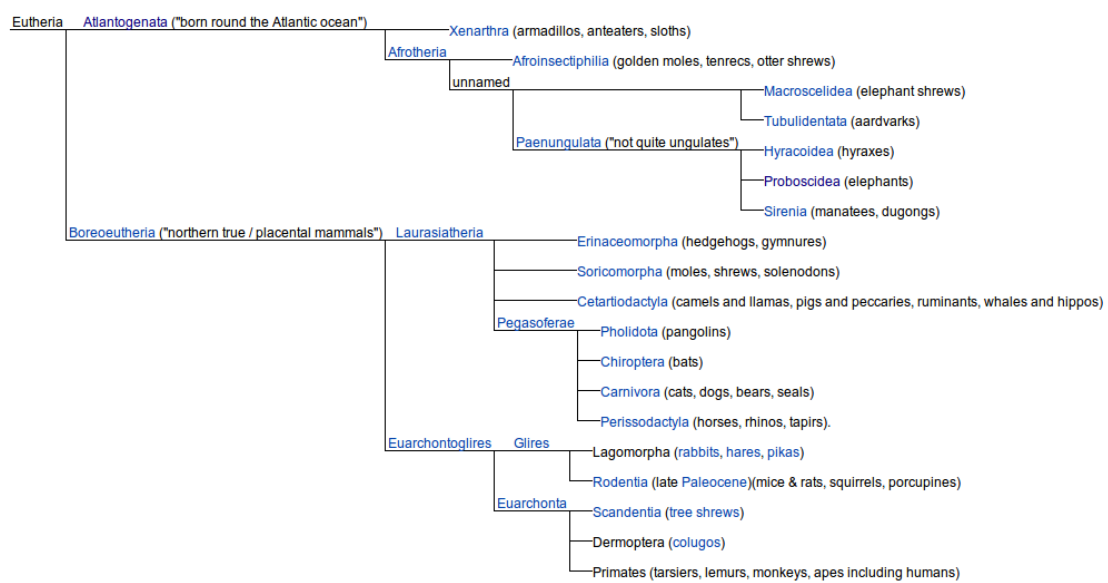 Eutheria Atlantogenata ("born round the Atlantic ocean")
Xenarthra (armadillos, anteaters, sloths)
Afrotheria
Afroinsectiphilia (golden moles, tenrecs, otter shrews)
unnamed
Macroscelidea (elephant shrews)
Tubulidentata (aardvarks)
Paenungulata ("not quite ungulates")
Hyracoidea (hyraxes)
Proboscidea (elephants)
Sirenia (manatees, dugongs)
Boreoeutheria ("northern true / placental mammals") Laurasiatheria
Erinaceomorpha (hedgehogs, gymnures)
Soricomorpha (moles, shrews, solenodons)
Cetartiodactyla (camels and llamas, pigs and peccaries, ruminants, whales and hippos)
Pegasoferae
Pholidota (pangolins)
Chiroptera (bats)
Carnivora (cats, dogs, bears, seals)
Perissodactyla (horses, rhinos, tapirs).
Euarchontoglires Glires
Lagomorpha (rabbits, hares, pikas)
Rodentia (late Paleocene)(mice & rats, squirrels, porcupines)
Euarchonta
Scandentia (tree shrews)
Dermoptera (colugos)
Primates (tarsiers, lemurs, monkeys, apes including humans)